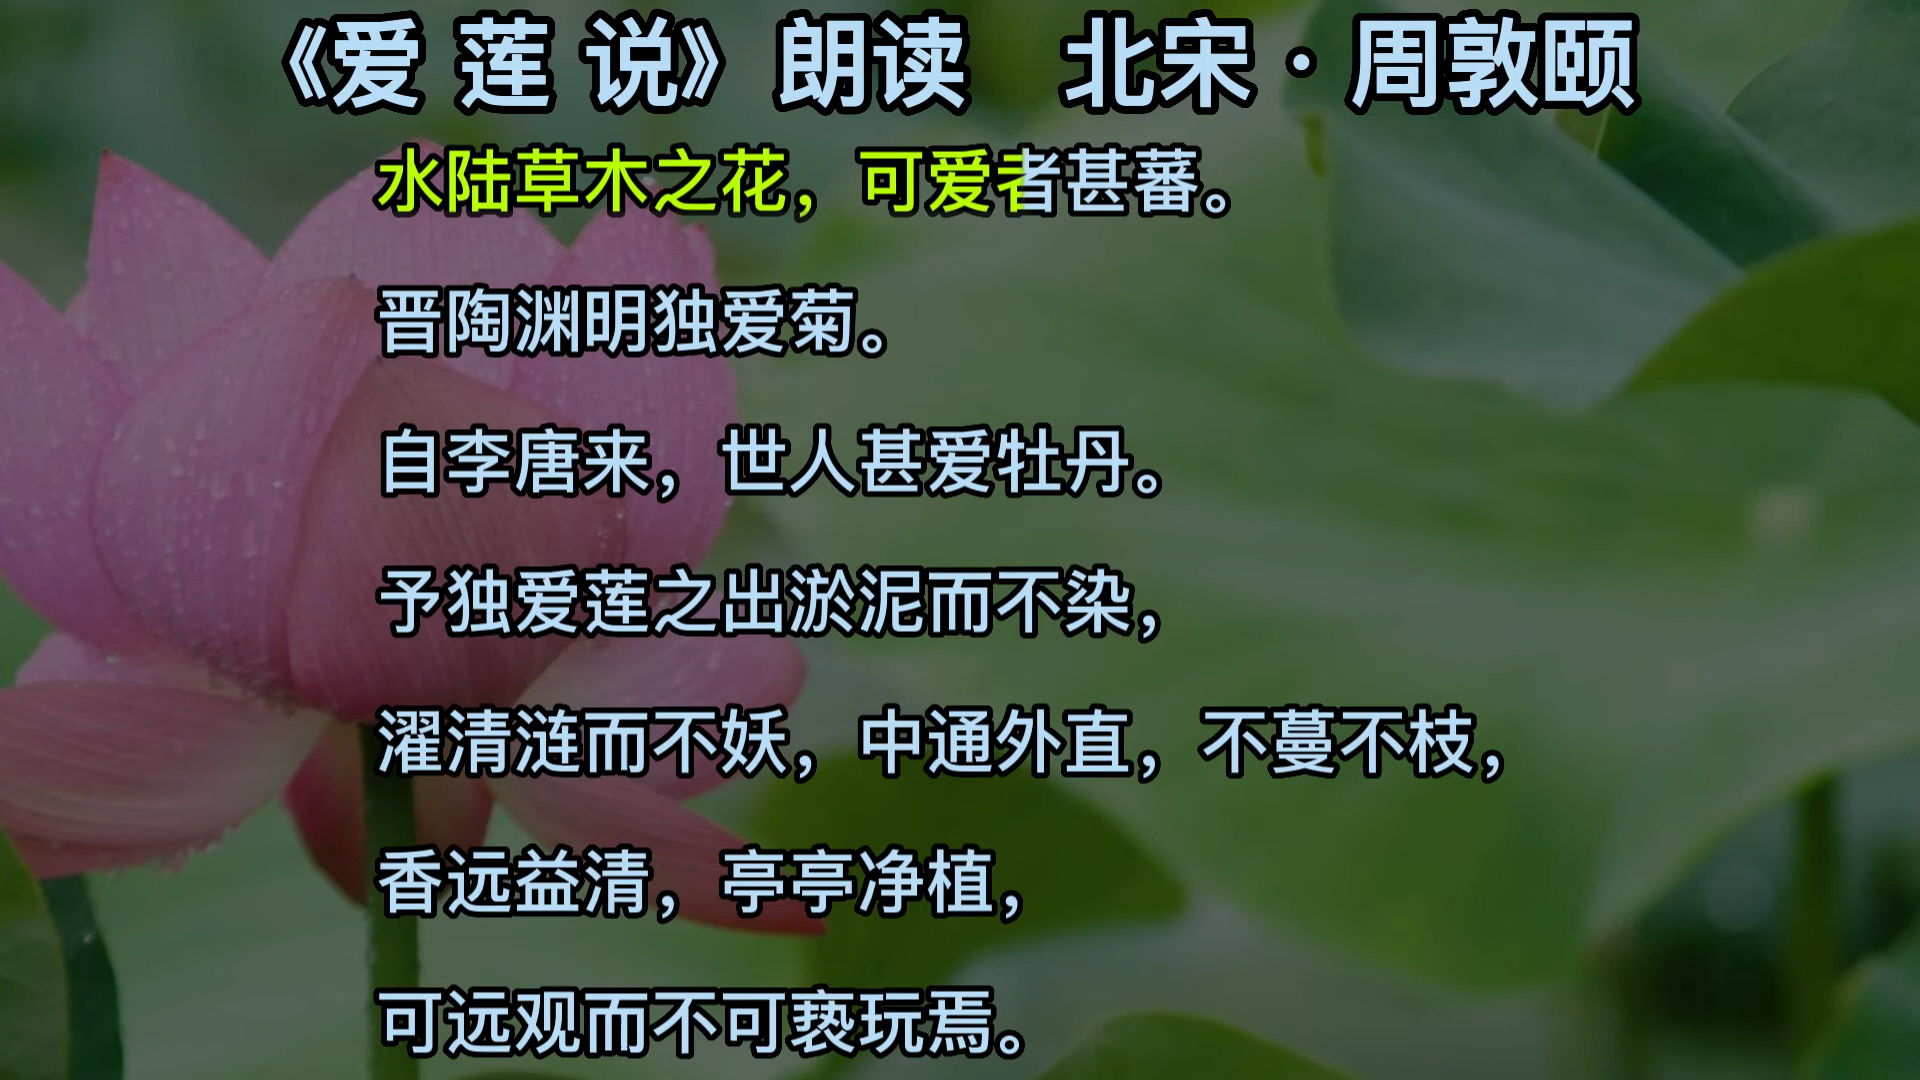 《爱 莲 说》朗读　北宋·周敦颐
水陆草木之花，可爱者甚蕃。
晋陶渊明独爱菊。
自李唐来，世人甚爱牡丹。
予独爱莲之出淤泥而不染，
濯清涟而不妖，中通外直，不蔓不枝，
香远益清，亭亭净植，
可远观而不可亵玩焉。